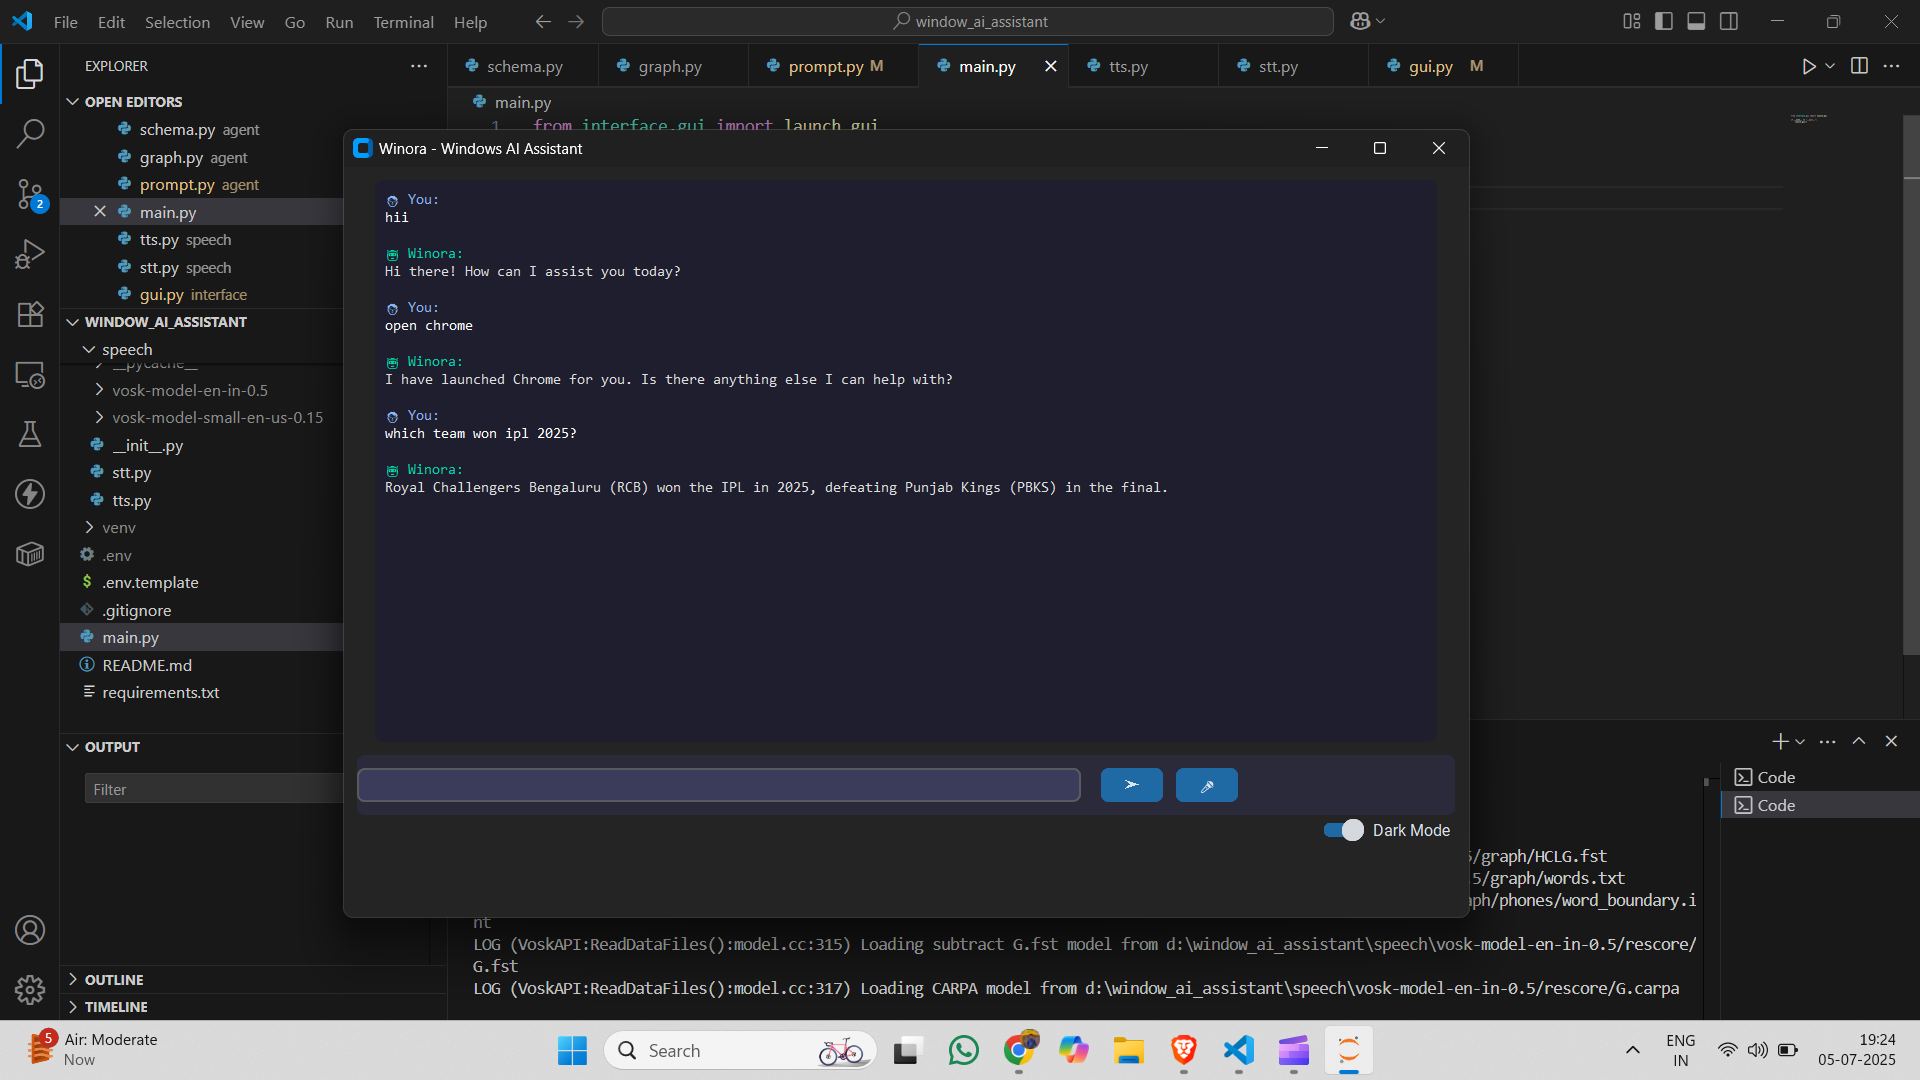 File Edit Selection View Go Run Terminal Help
window_ai_assistant
EXPLORER
OPEN EDITORS
schema.py agent
graph.py agent
prompt.py agent
main.py
tts.py speech
stt.py speech
gui.py interface
WINDOW_AI_ASSISTANT
speech
__pycache__
vosk-model-en-in-0.5
vosk-model-small-en-us-0.15
__init__.py
stt.py
tts.py
venv
.env
.env.template
.gitignore
main.py
README.md
requirements.txt
OUTPUT
Filter
OUTLINE
TIMELINE
2
schema.py
graph.py
prompt.py M
main.py
tts.py
stt.py
gui.py M
main.py
1 from interface.gui import launch_gui
Winora - Windows AI Assistant
You:
hii
Winora:
Hi there! How can I assist you today?
You:
open chrome
Winora:
I have launched Chrome for you. Is there anything else I can help with?
You:
which team won ipl 2025?
Winora:
Royal Challengers Bengaluru (RCB) won the IPL in 2025, defeating Punjab Kings (PBKS) in the final.
Dark Mode
Code
Code
/graph/HCLG.fst
5/graph/words.txt
aph/phones/word_boundary.i
nt
LOG (VoskAPI:ReadDataFiles():model.cc:315) Loading subtract G.fst model from d:\window_ai_assistant\speech\vosk-model-en-in-0.5/rescore/
G.fst
LOG (VoskAPI:ReadDataFiles():model.cc:317) Loading CARPA model from d:\window_ai_assistant\speech\vosk-model-en-in-0.5/rescore/G.carpa
5
Air: Moderate
Now
Search
ENG
IN
19:24
05-07-2025